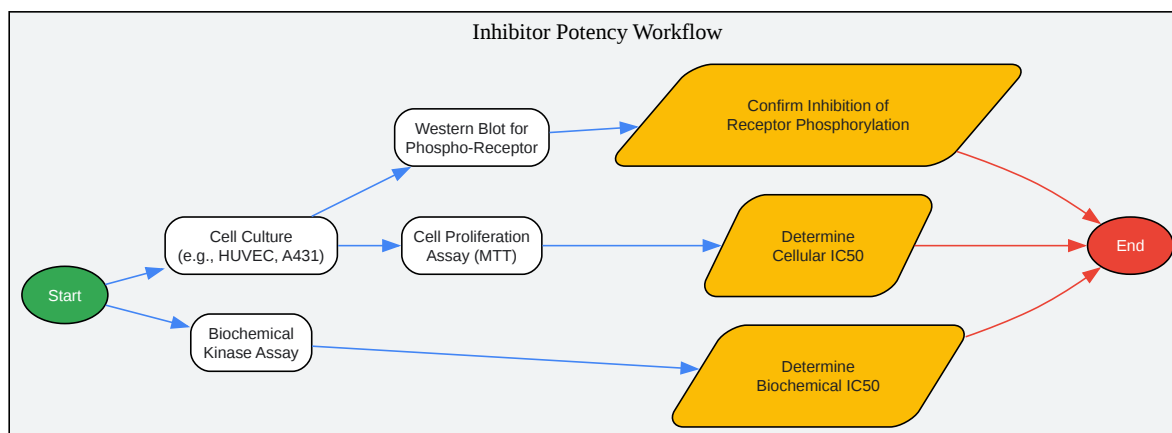 Inhibitor Potency Workflow
Confirm Inhibition of
Receptor Phosphorylation
Western Blot for
Phospho-Receptor
Cell Culture
(e.g., HUVEC, A431)
Cell Proliferation
Assay (MTT)
Determine
Cellular IC50
End
Start
Biochemical
Kinase Assay
Determine
Biochemical IC50